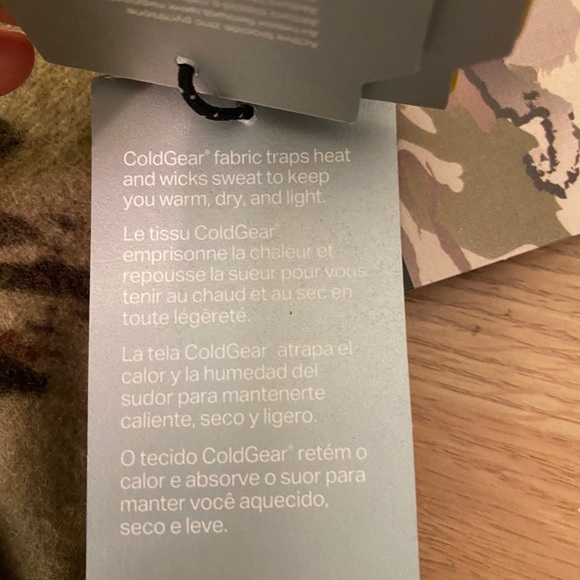 ColdGear® fabric traps heat
and wicks sweat to keep
you warm, dry, and light.
Le tissu ColdGear®
emprisonne la chaleur et
repousse la sueur pour vous
tenir au chaud et au sec en
toute légèreté.
La tela ColdGear® atrapa el
calor y la humedad del
sudor para mantenerte
caliente, seco y ligero.
O tecido ColdGear® retém o
calor e absorve o suor para
manter você aquecido,
seco e leve.